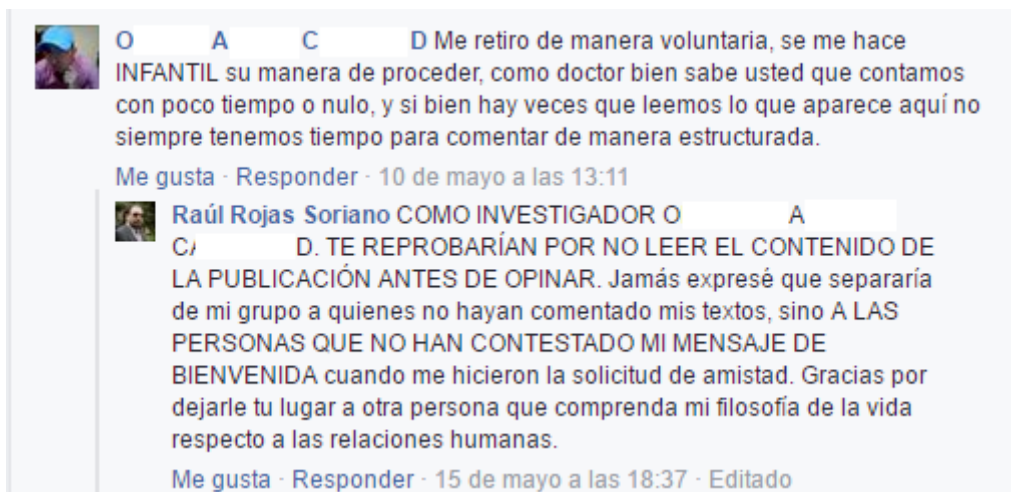 O A C D Me retiro de manera voluntaria, se me hace
INFANTIL su manera de proceder, como doctor bien sabe usted que contamos
con poco tiempo o nulo, y si bien hay veces que leemos lo que aparece aquí no
siempre tenemos tiempo para comentar de manera estructurada.
Me gusta · Responder · 10 de mayo a las 13:11
Raúl Rojas Soriano COMO INVESTIGADOR O A
C D. TE REPROBARÍAN POR NO LEER EL CONTENIDO DE
LA PUBLICACIÓN ANTES DE OPINAR. Jamás expresé que separaría
de mi grupo a quienes no hayan comentado mis textos, sino A LAS
PERSONAS QUE NO HAN CONTESTADO MI MENSAJE DE
BIENVENIDA cuando me hicieron la solicitud de amistad. Gracias por
dejarle tu lugar a otra persona que comprenda mi filosofía de la vida
respecto a las relaciones humanas.
Me gusta · Responder · 15 de mayo a las 18:37 · Editado